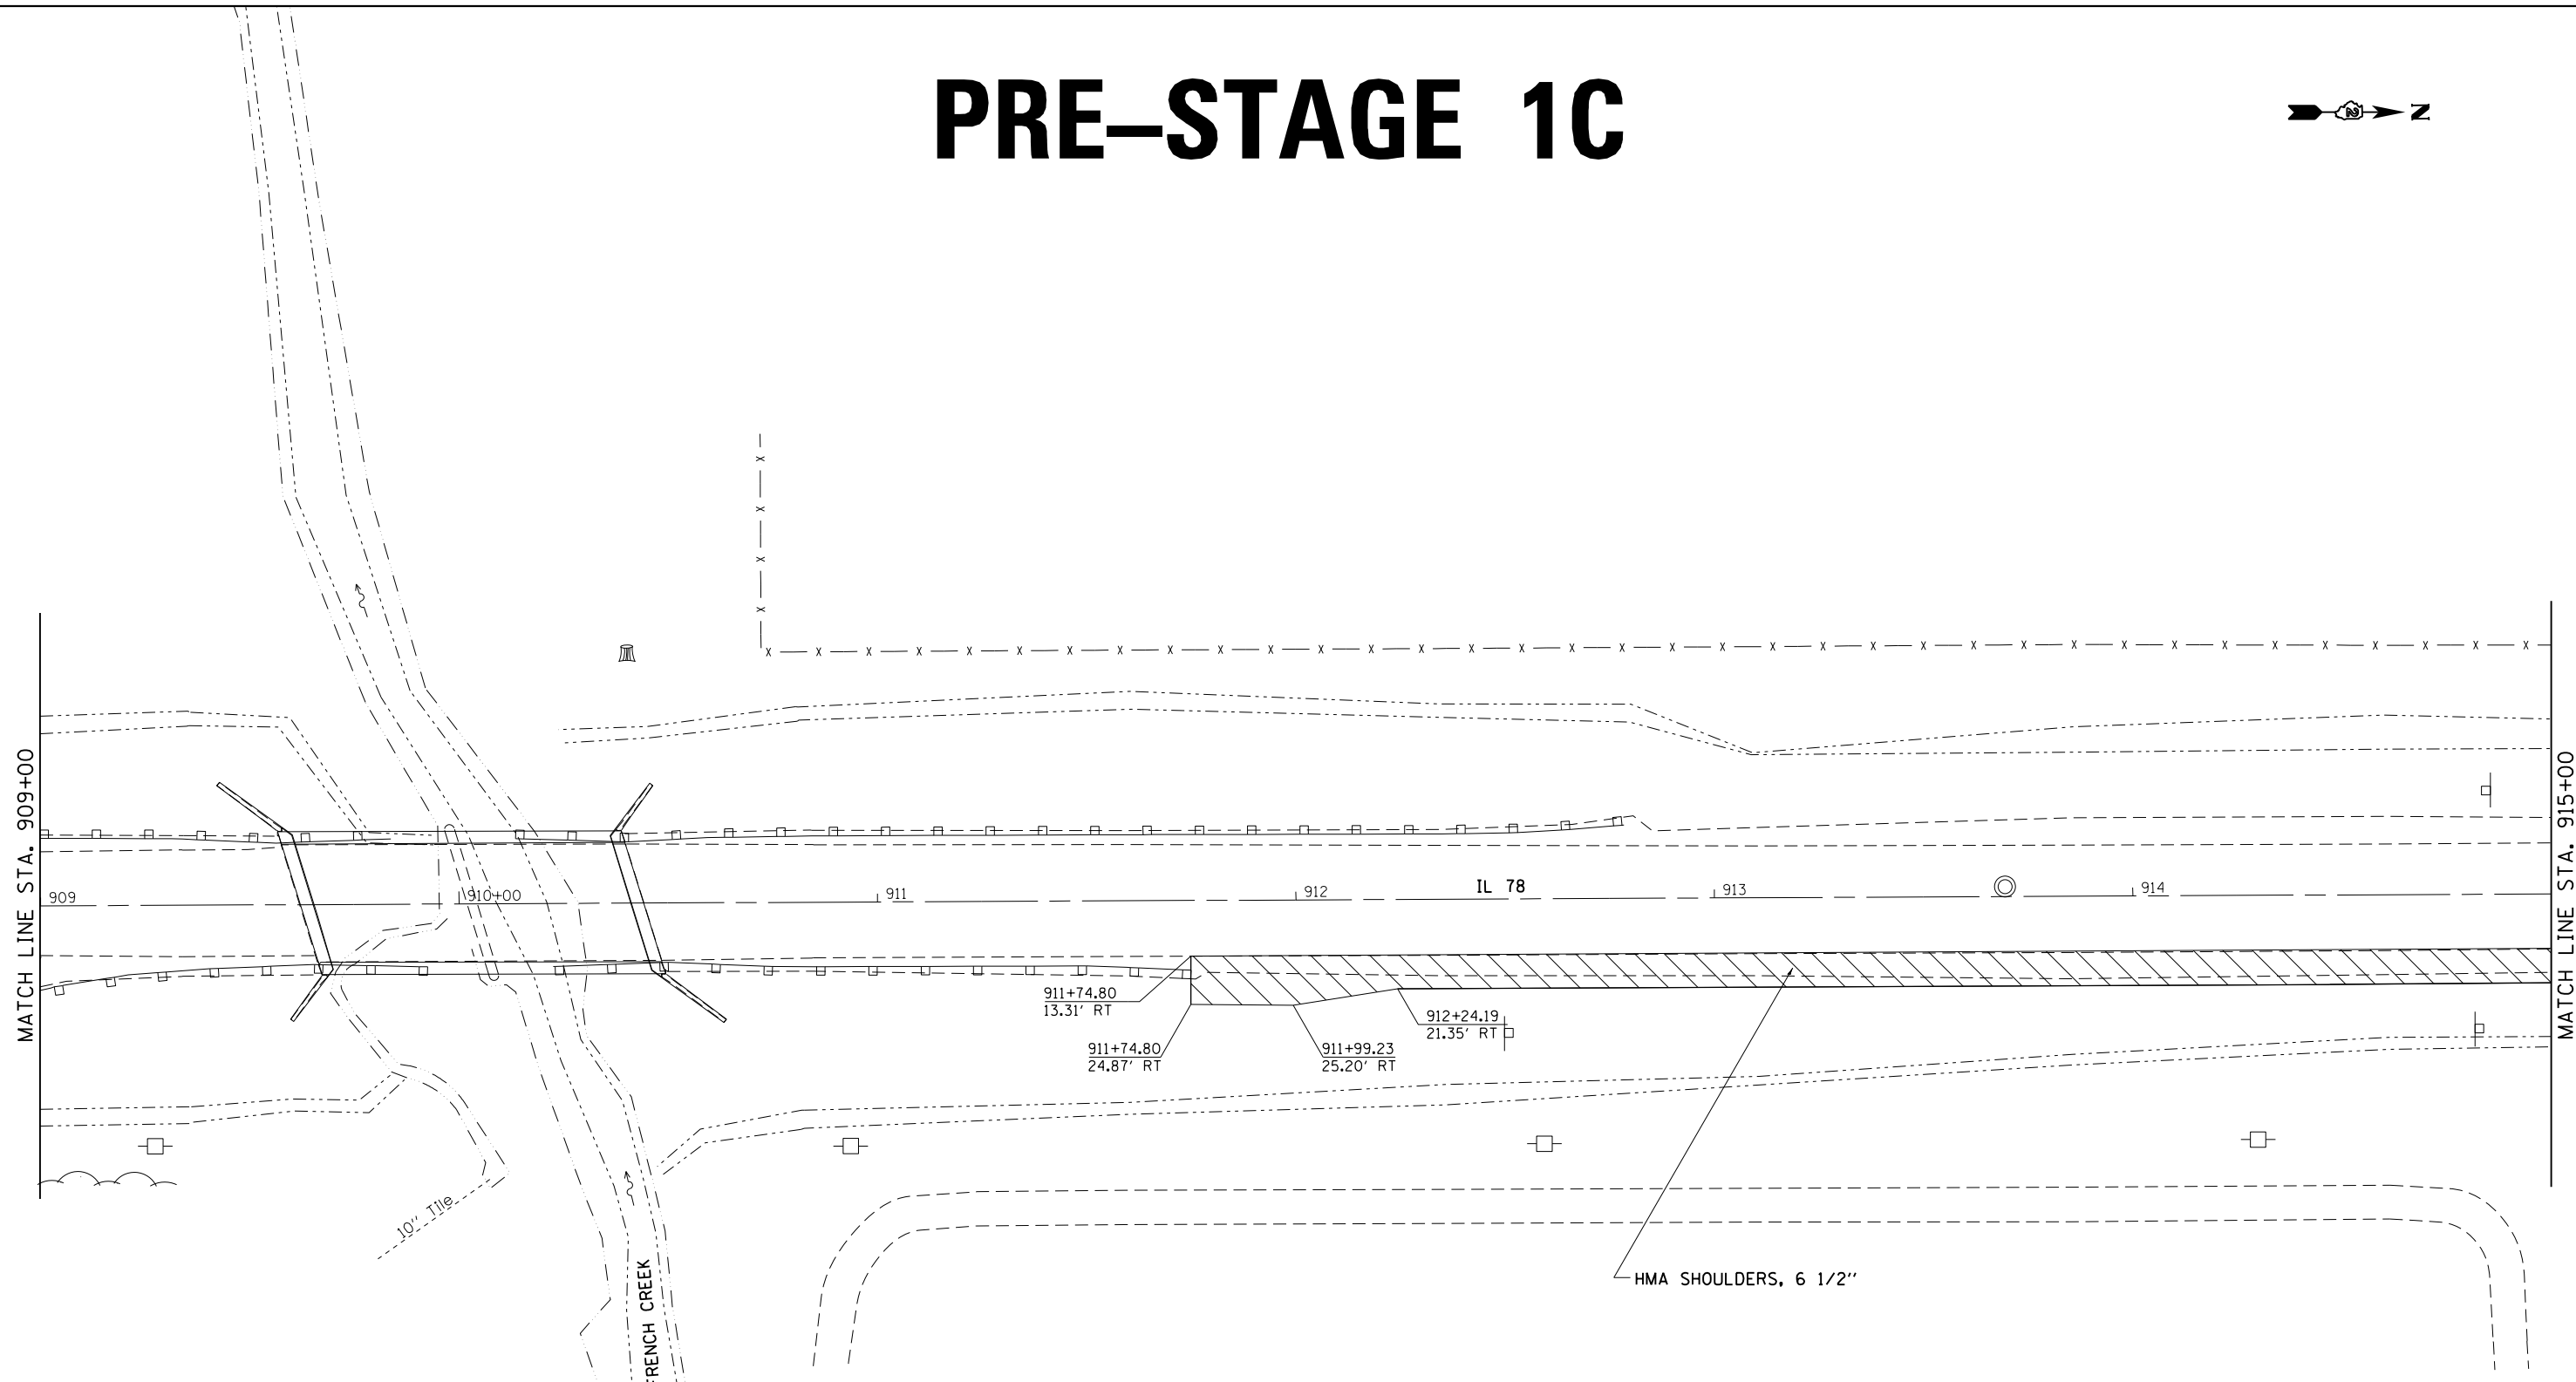 PRE–STAGE 1C
2 N
MATCH LINE STA. 909+00
MATCH LINE STA. 915+00
909
910+00
911
912
IL 78
913
914
911+74.80
13.31' RT
911+74.80
24.87' RT
911+99.23
25.20' RT
912+24.19
21.35' RT
10" Tile
FRENCH CREEK
HMA SHOULDERS, 6 1/2"